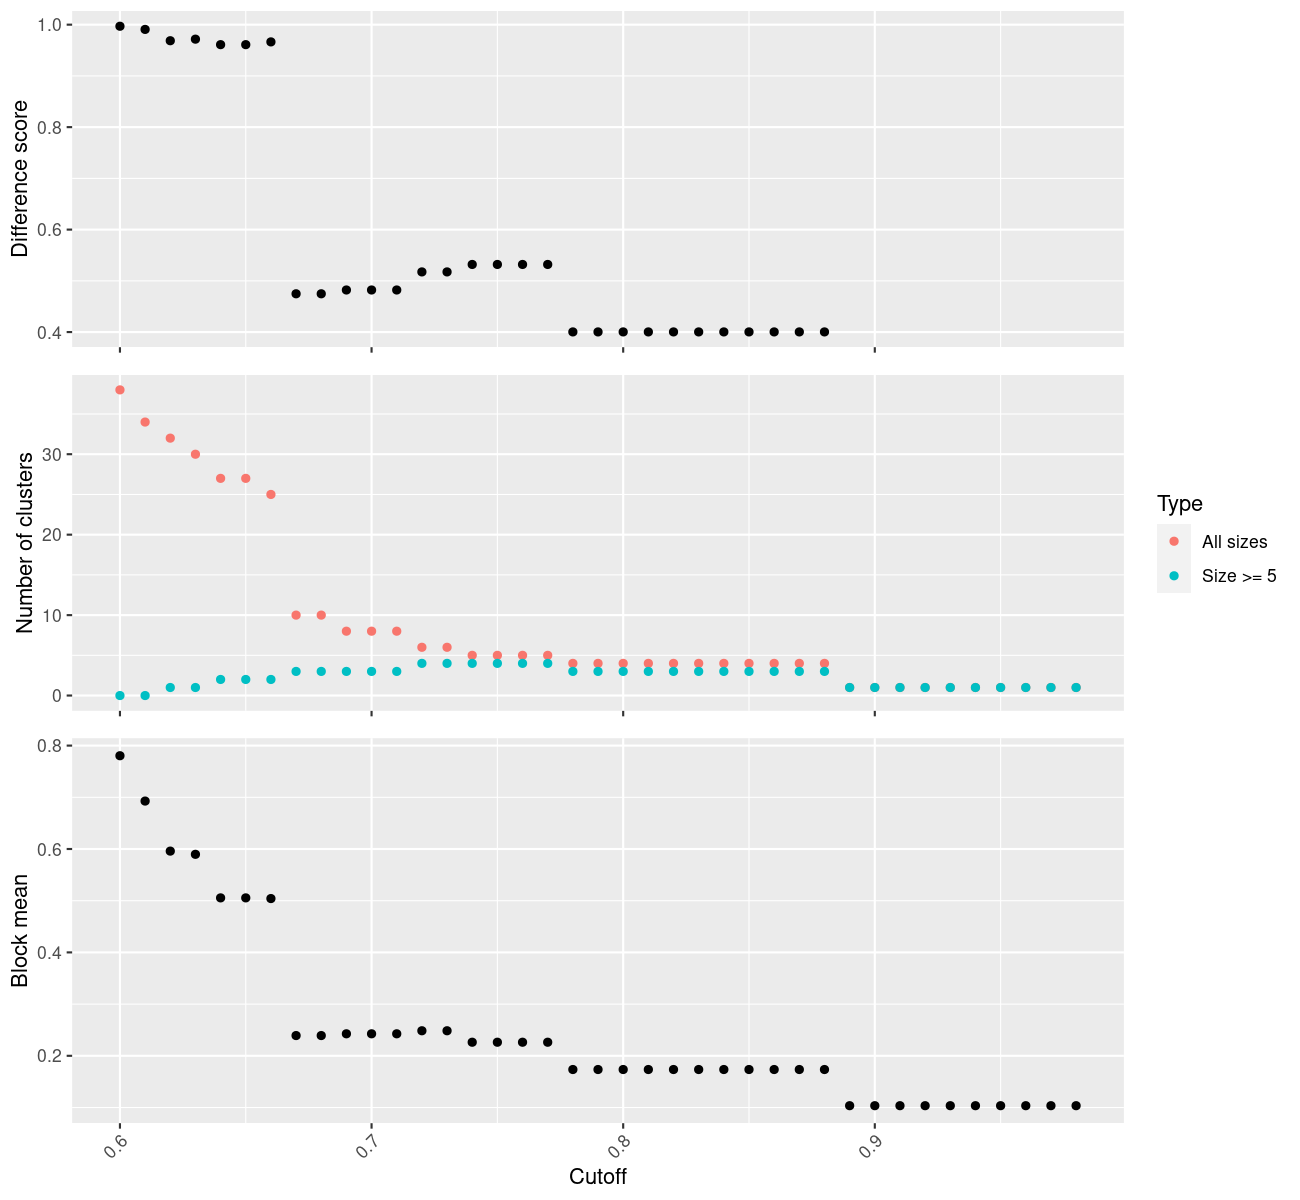 1.0
0.8
0.6
0.4
Difference score
30
20
10
0
Number of clusters
Type
All sizes
Size >= 5
0.8
0.6
0.4
0.2
Block mean
0.6
0.7
0.8
0.9
Cutoff